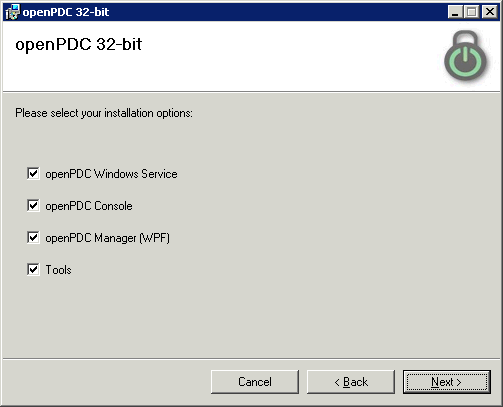 openPDC 32-bit
openPDC 32-bit
Please select your installation options:
openPDC Windows Service
openPDC Console
openPDC Manager (WPF)
Tools
Cancel
< Back
Next >